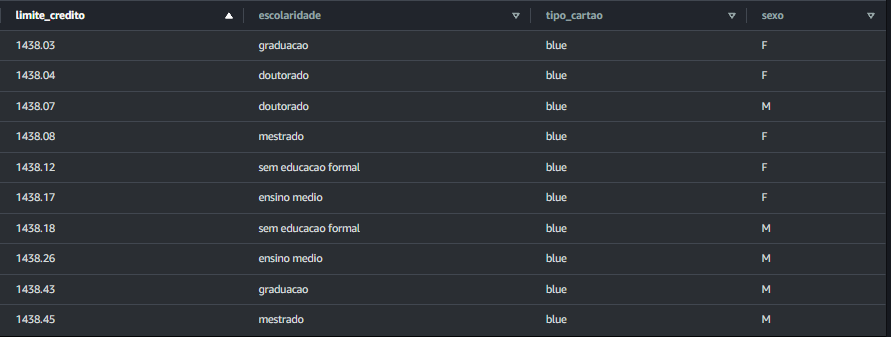 limite_credito escolaridade tipo_cartao sexo
1438.03 graduacao blue F
1438.04 doutorado blue F
1438.07 doutorado blue M
1438.08 mestrado blue F
1438.12 sem educacao formal blue F
1438.17 ensino medio blue F
1438.18 sem educacao formal blue M
1438.26 ensino medio blue M
1438.43 graduacao blue M
1438.45 mestrado blue M